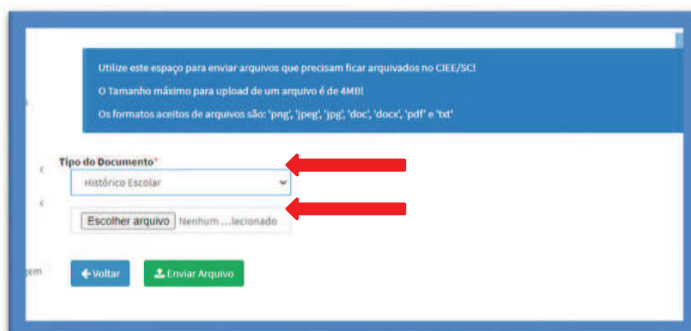 Utilize este espaço para enviar arquivos que precisam ficar arquivados no CIEE/SC!
O Tamanho máximo para upload de um arquivo é de 4MB!
Os formatos aceitos de arquivos são: 'png', 'jpeg', 'jpg', 'doc', 'docx', 'pdf' e 'txt'
Tipo do Documento*
Histórico Escolar
Escolher arquivo Nenhum ...lecionado
gem
Voltar Enviar Arquivo